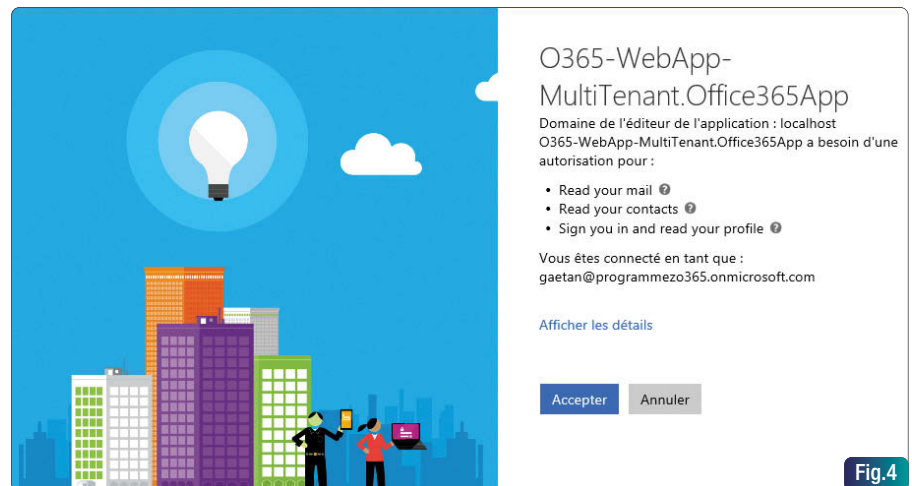 O365-WebApp-
MultiTenant.Office365App
Domaine de l'éditeur de l'application : localhost
O365-WebApp-MultiTenant.Office365App a besoin d'une
autorisation pour :
• Read your mail ?
• Read your contacts ?
• Sign you in and read your profile ?
Vous êtes connecté en tant que :
gaetan@programmezo365.onmicrosoft.com
Afficher les détails
Accepter Annuler
Fig.4